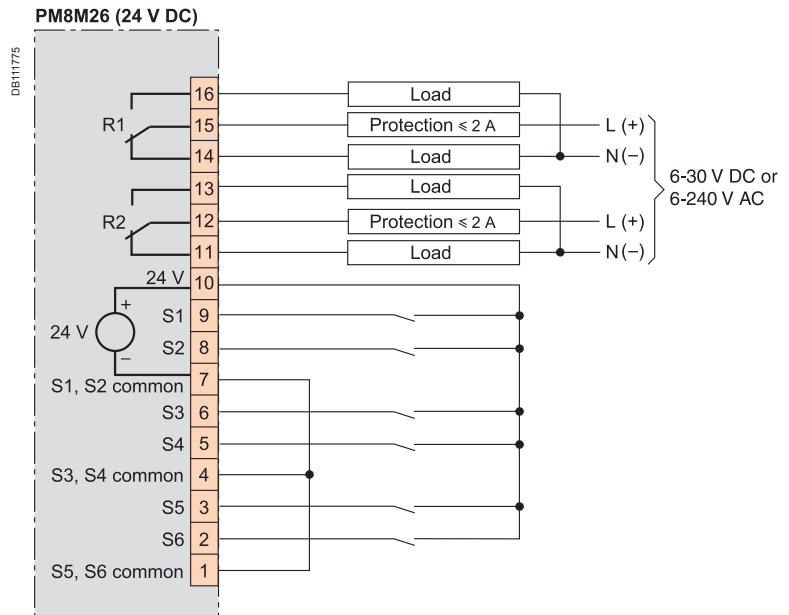 PM8M26 (24 V DC)
DB111775
16 Load
R1 15 Protection ⩽ 2 A L (+)
14 Load N (–)
13 Load
6-30 V DC or
6-240 V AC
R2 12 Protection ⩽ 2 A L (+)
11 Load N (–)
24 V 10
+
S1 9
24 V
S2 8
–
7
S1, S2 common
S3 6
S4 5
S3, S4 common 4
S5 3
S6 2
S5, S6 common 1